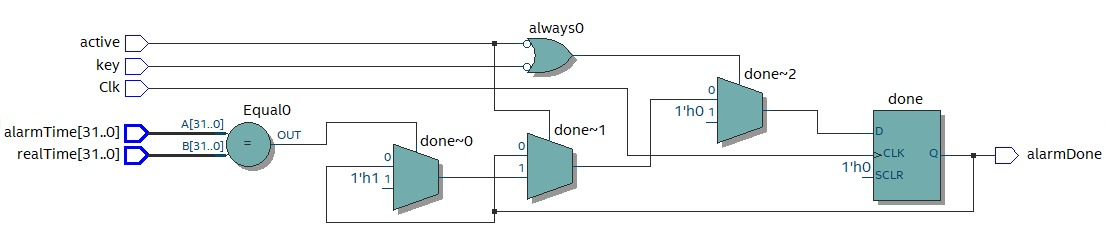 always0
active
key
Clk
done~2
0
1'h0 1
done
Equal0
alarmTime[31..0]
A[31..0]
realTime[31..0]
B[31..0]
=
OUT
done~0
0
1'h1 1
done~1
0
1
D
CLK
Q
1'h0 SCLR
alarmDone